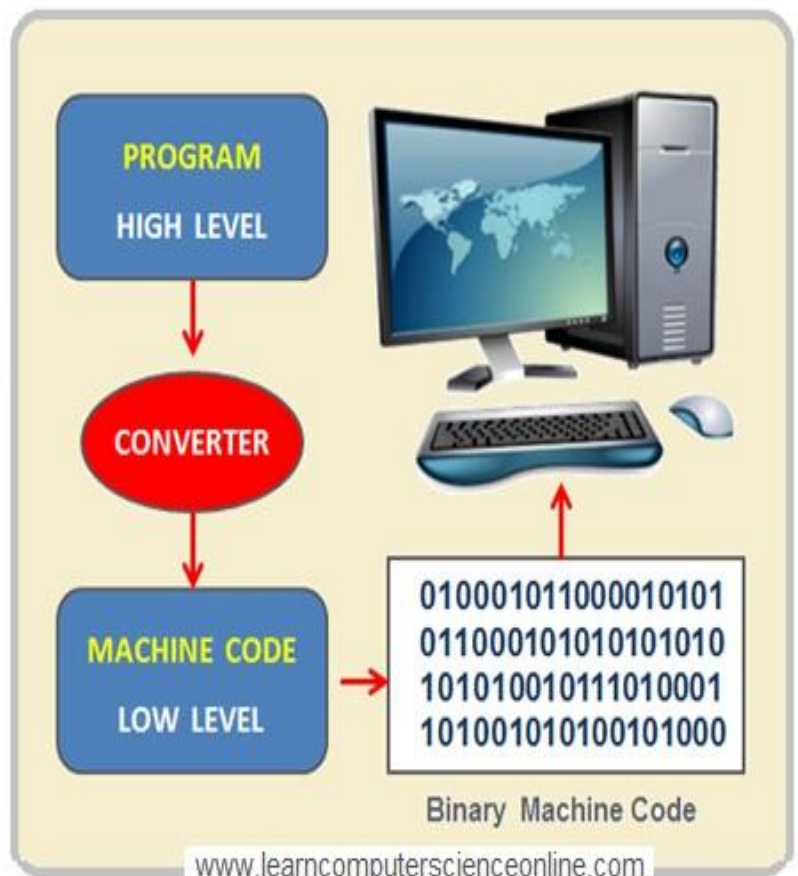 PROGRAM
HIGH LEVEL
CONVERTER
MACHINE CODE
LOW LEVEL
010001011000010101
011000101010101010
101010010111010001
101001010100101000
Binary Machine Code
www.learncomputerscienceonline.com